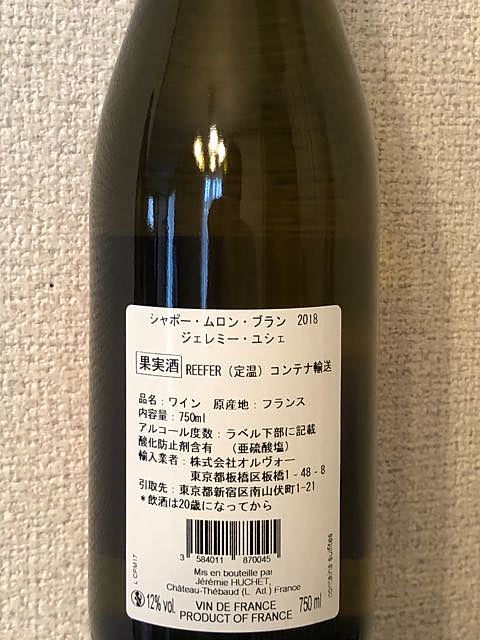 シャポー・ムロン・ブラン 2018
ジェレミー・ユシェ
果実酒 REEFER（定温）コンテナ輸送
品名：ワイン 原産地：フランス
内容量：750ml
アルコール度数：ラベル下部に記載
酸化防止剤含有 （亜硫酸塩）
輸入業者：株式会社オルヴォー
東京都板橋区板橋1-48-8
引取先：東京都新宿区南山伏町1-21
*飲酒は20歳になってから
3 584011 870045
L CPM17
Mis en bouteille par
Jérémie HUCHET,
Château-Thébaud (L. Atl.) France
contains sulfites
12% vol. VIN DE FRANCE 750 ml
PRODUCT OF FRANCE